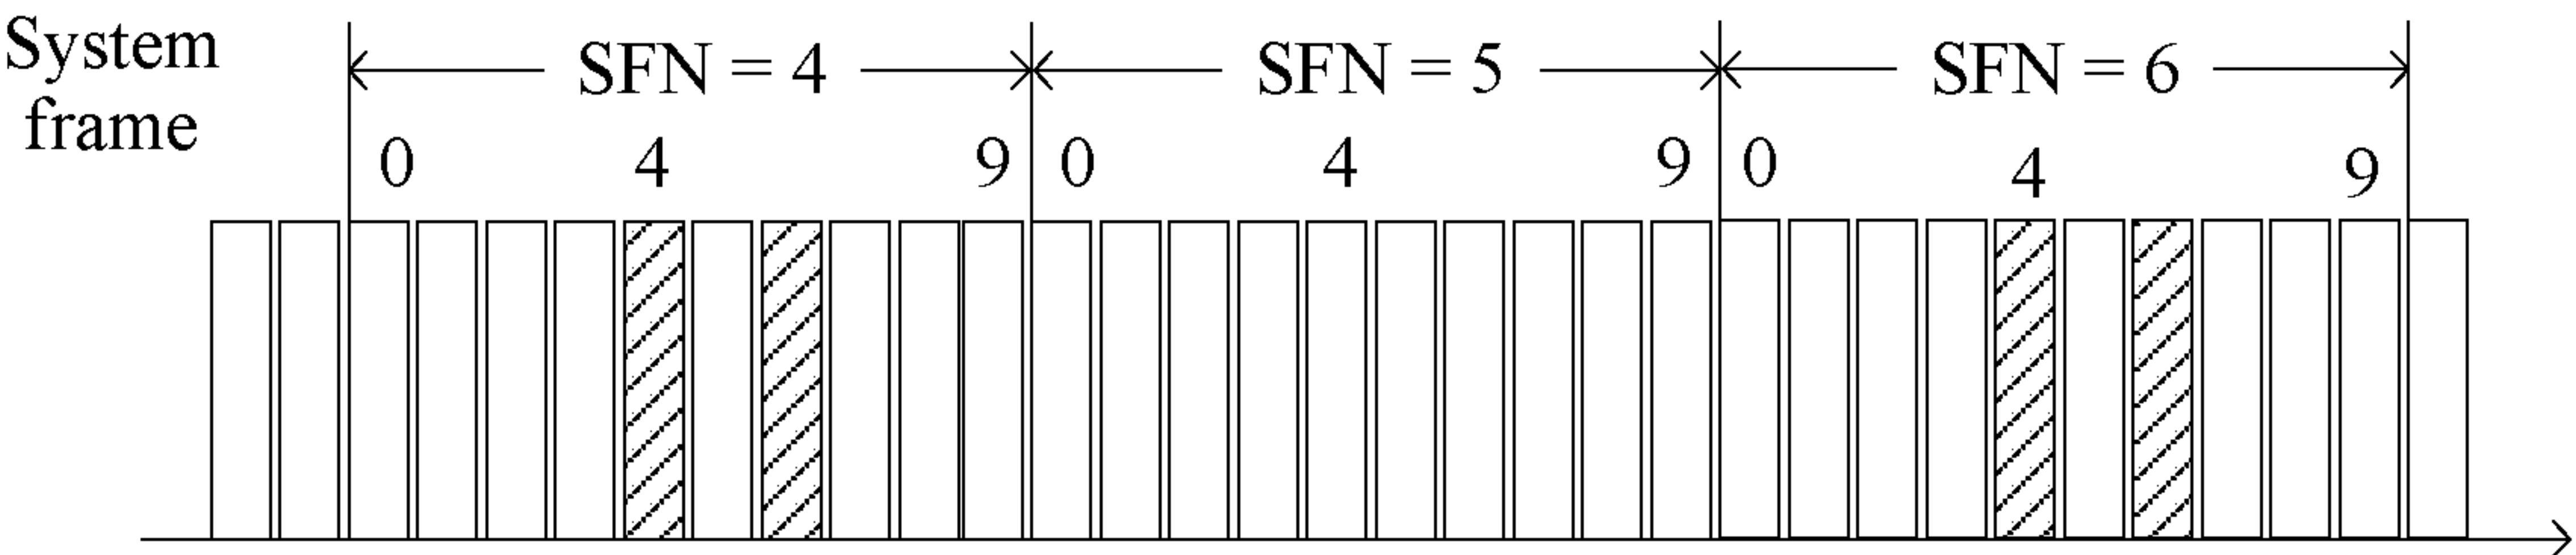 System
frame
SFN = 4
SFN = 5
SFN = 6
0 4 9 0 4 9 0 4 9